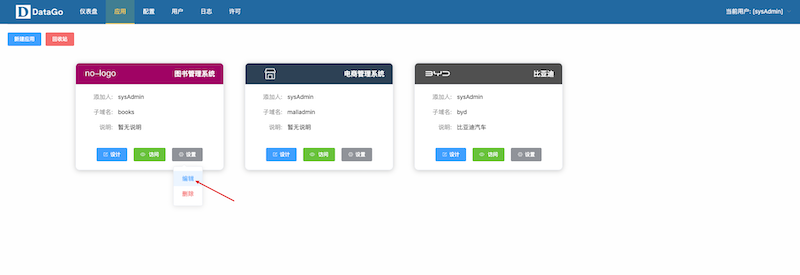 DataGo 仪表盘 应用 配置 用户 日志 许可 当前用户: [sysAdmin]
新建应用 回收站
no-logo 图书管理系统
添加人: sysAdmin
子域名: books
说明: 暂无说明
设计 访问 设置
编辑
删除
电商管理系统
添加人: sysAdmin
子域名: malladmin
说明: 暂无说明
设计 访问 设置
BYD 比亚迪
添加人: sysAdmin
子域名: byd
说明: 比亚迪汽车
设计 访问 设置